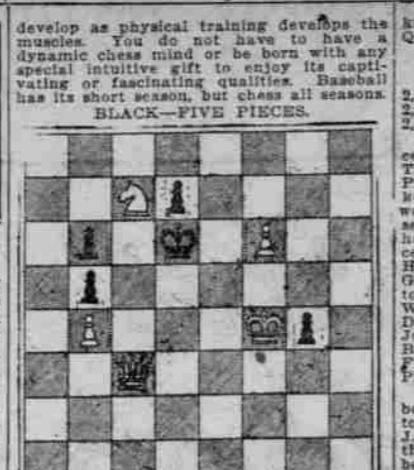 develop as physical training develops the
muscles. You do not have to have a
dynamic chess mind or be born with any
special intuitive gift to enjoy its capti-
vating or fascinating qualities. Baseball
has its short season, but chess all seasons.
BLACK—FIVE PIECES.